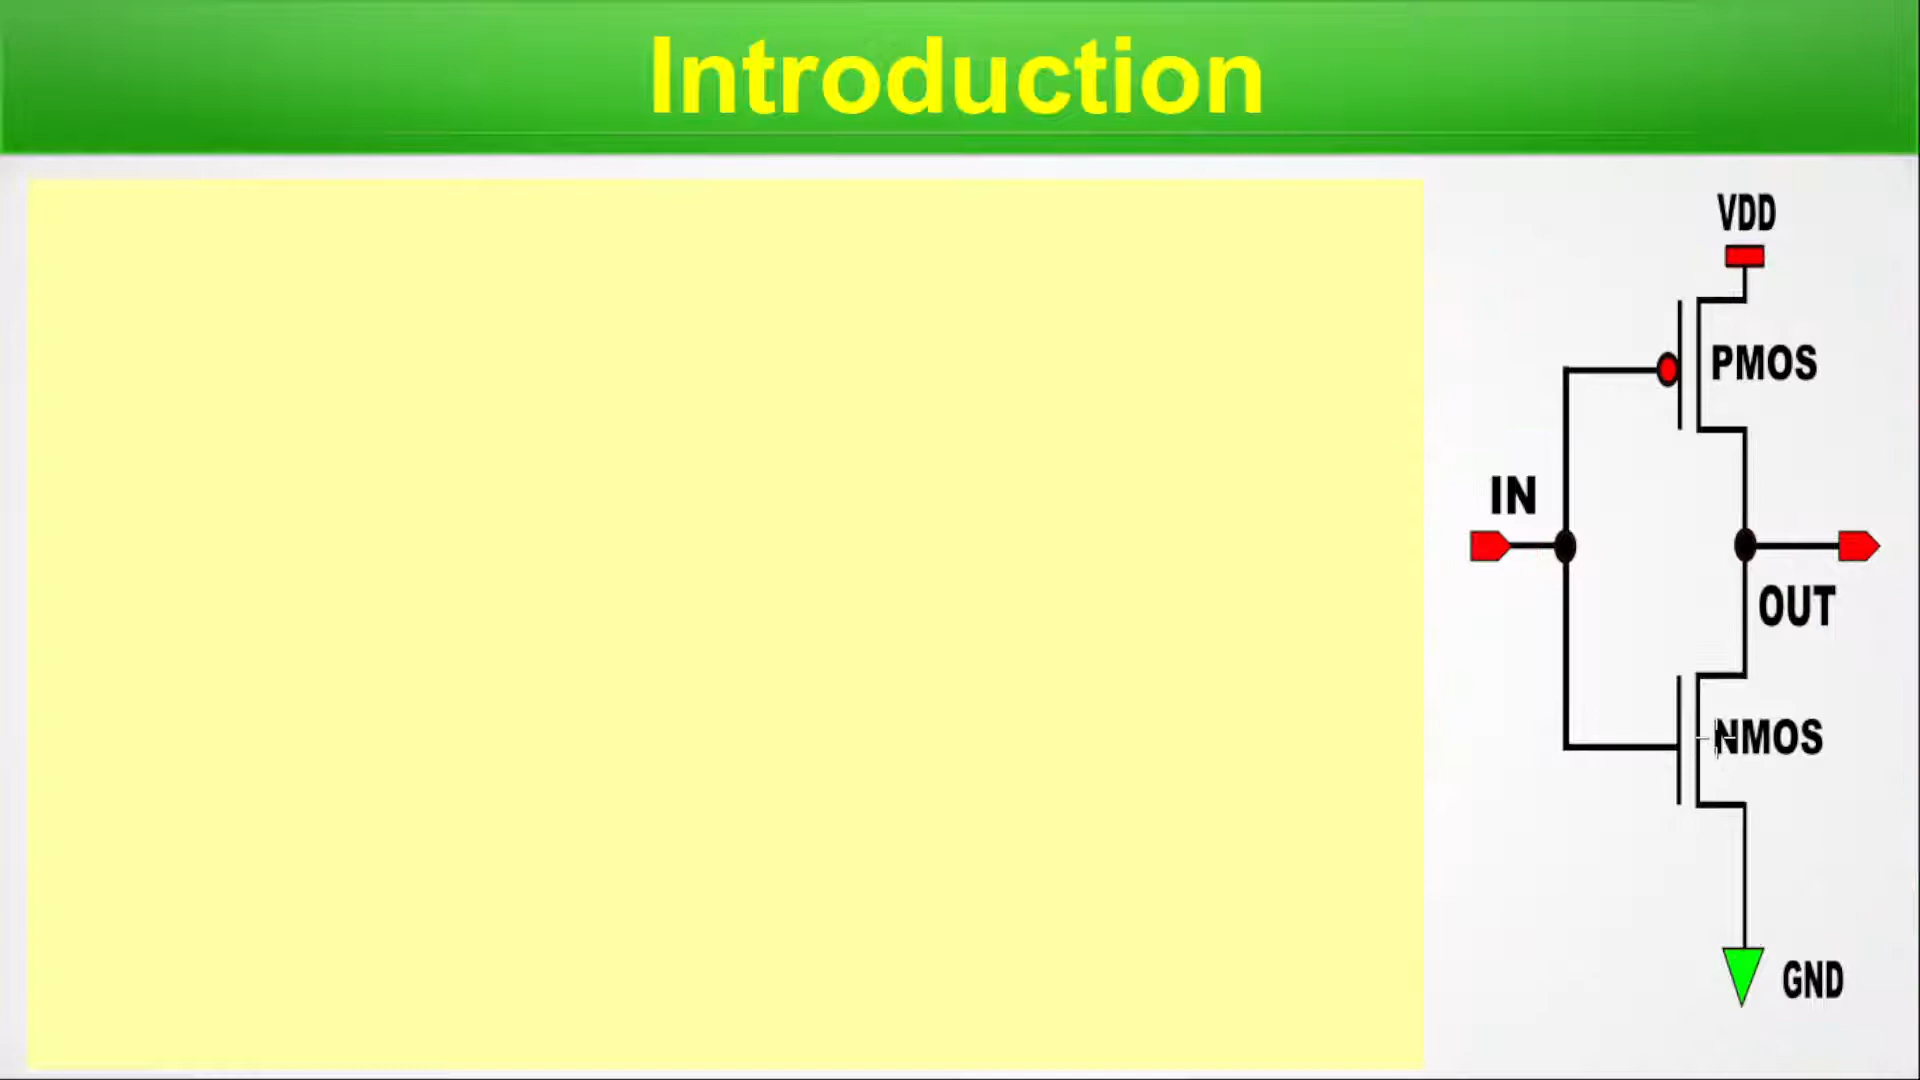 Introduction
VDD
PMOS
IN
OUT
NMOS
GND